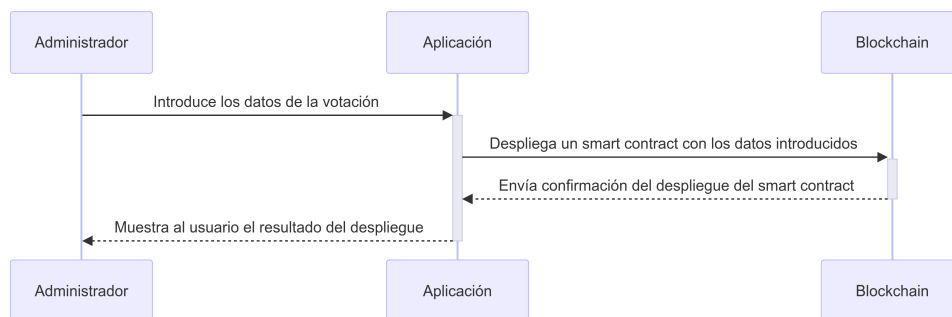 Administrador
Aplicación
Blockchain
Introduce los datos de la votación
Despliega un smart contract con los datos introducidos
Envía confirmación del despliegue del smart contract
Muestra al usuario el resultado del despliegue
Administrador
Aplicación
Blockchain